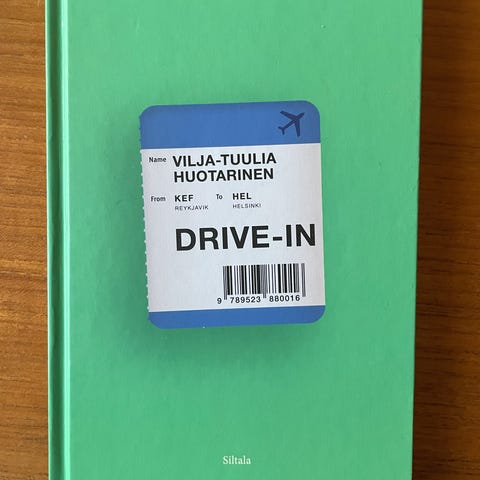 Name VILJA-TUULIA
HUOTARINEN
From KEF To HEL
REYKJAVIK HELSINKI
DRIVE-IN
9 789523 880016
Siltala